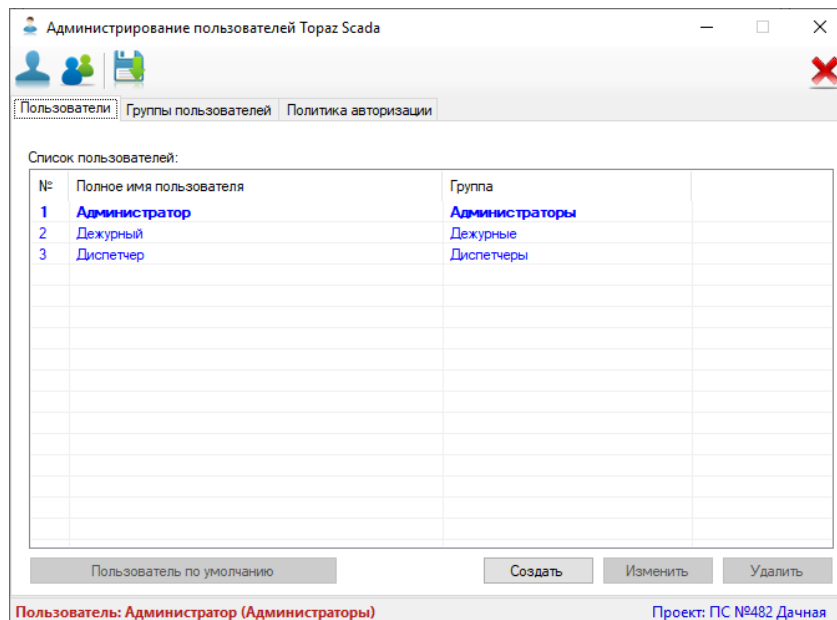 Администрирование пользователей Topaz Scada
Пользователи Группы пользователей Политика авторизации
Список пользователей:
№ Полное имя пользователя Группа
1 Администратор Администраторы
2 Дежурный Дежурные
3 Диспетчер Диспетчеры
Пользователь по умолчанию Создать Изменить Удалить
Пользователь: Администратор (Администраторы) Проект: ПС №482 Дачная